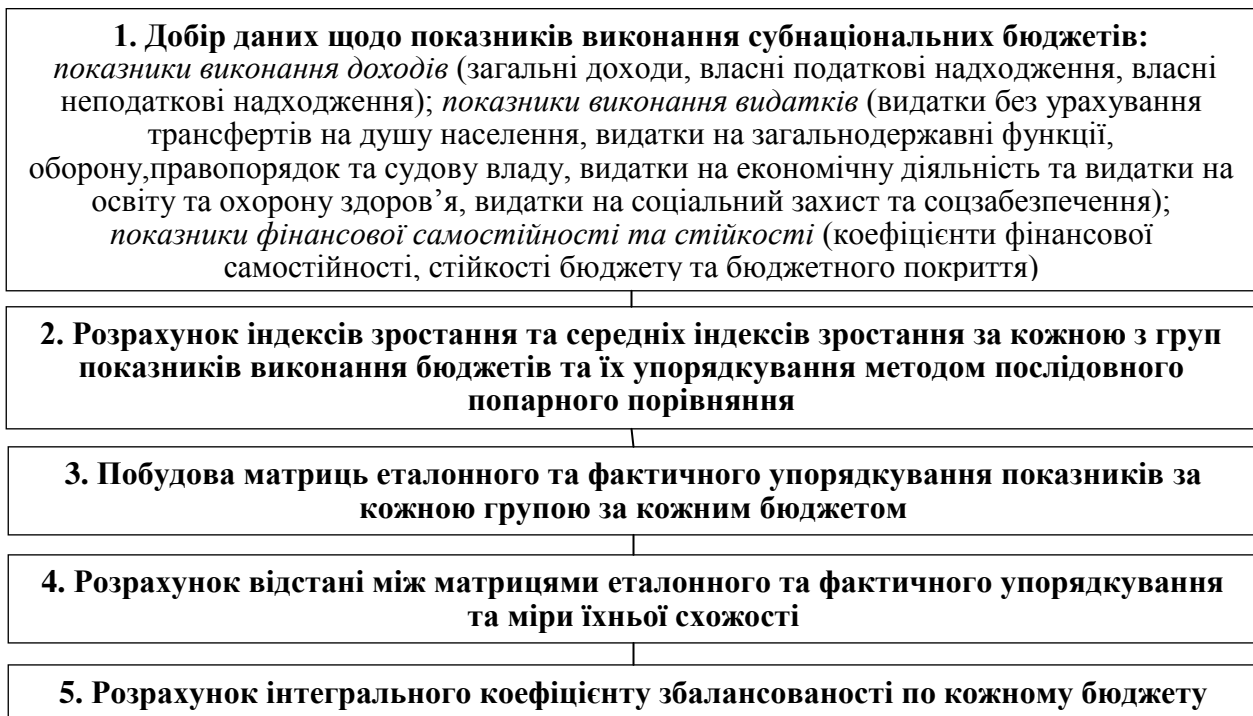 1. Добір даних щодо показників виконання субнаціональних бюджетів:
показники виконання доходів (загальні доходи, власні податкові надходження, власні
неподаткові надходження); показники виконання видатків (видатки без урахування
трансфертів на душу населення, видатки на загальнодержавні функції,
оборону,правопорядок та судову владу, видатки на економічну діяльність та видатки на
освіту та охорону здоров’я, видатки на соціальний захист та соцзабезпечення);
показники фінансової самостійності та стійкості (коефіцієнти фінансової
самостійності, стійкості бюджету та бюджетного покриття)
2. Розрахунок індексів зростання та середніх індексів зростання за кожною з груп
показників виконання бюджетів та їх упорядкування методом послідовного
попарного порівняння
3. Побудова матриць еталонного та фактичного упорядкування показників за
кожною групою за кожним бюджетом
4. Розрахунок відстані між матрицями еталонного та фактичного упорядкування
та міри їхньої схожості
5. Розрахунок інтегрального коефіцієнту збалансованості по кожному бюджету